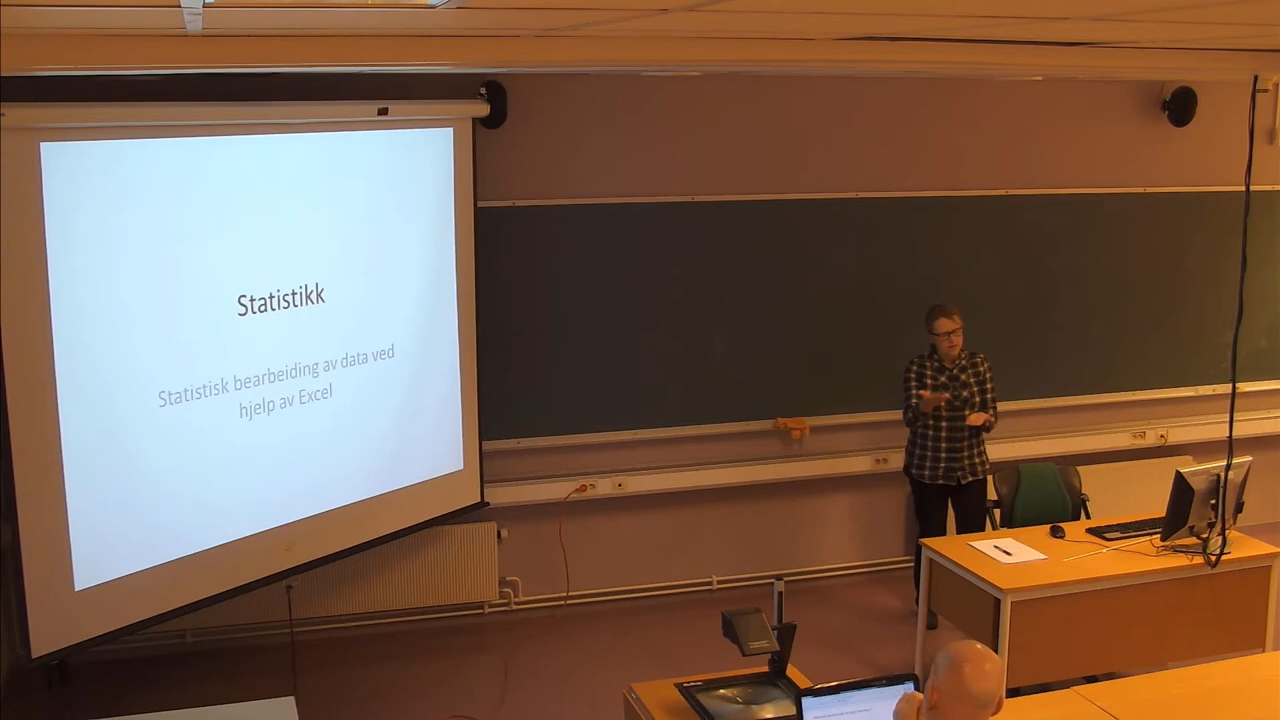 Statistikk
Statistisk bearbeiding av data ved
hjelp av Excel